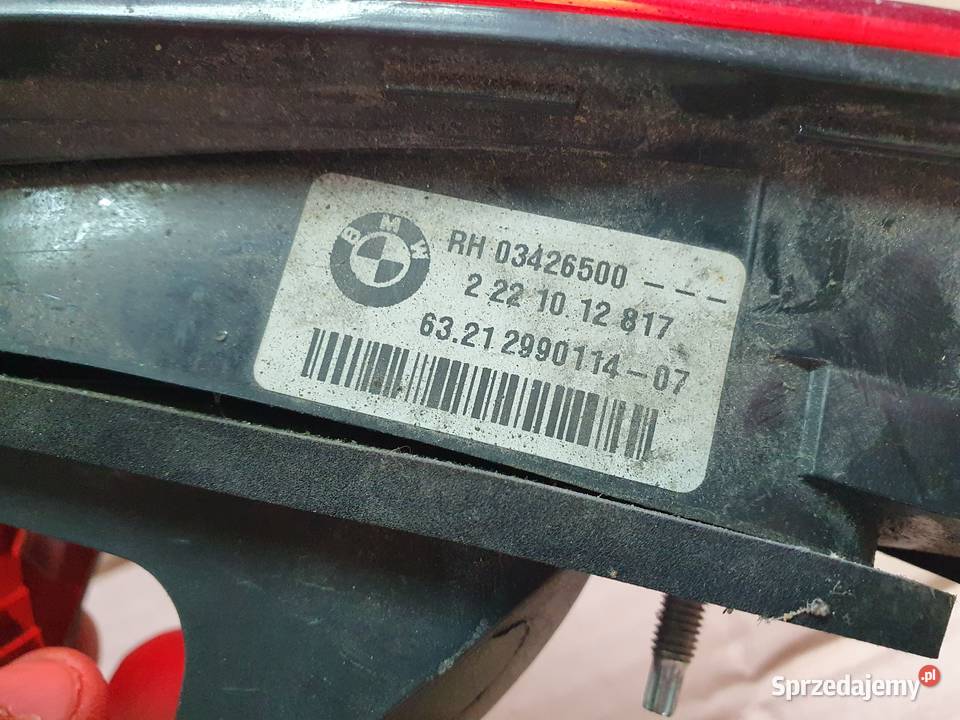 BMW
RH 03426500 ---
2 22 10 12 817
63.21 2990114-07
Sprzedajemy.pl